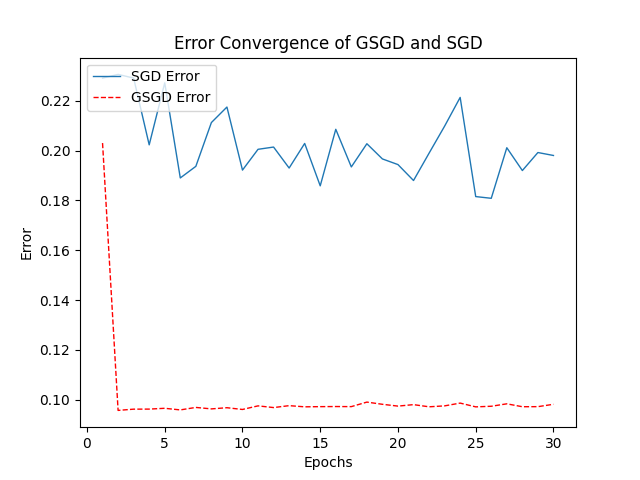 Error Convergence of GSGD and SGD
SGD Error
GSGD Error
0.22
0.20
0.18
0.16
0.14
0.12
0.10
Error
0 5 10 15 20 25 30
Epochs